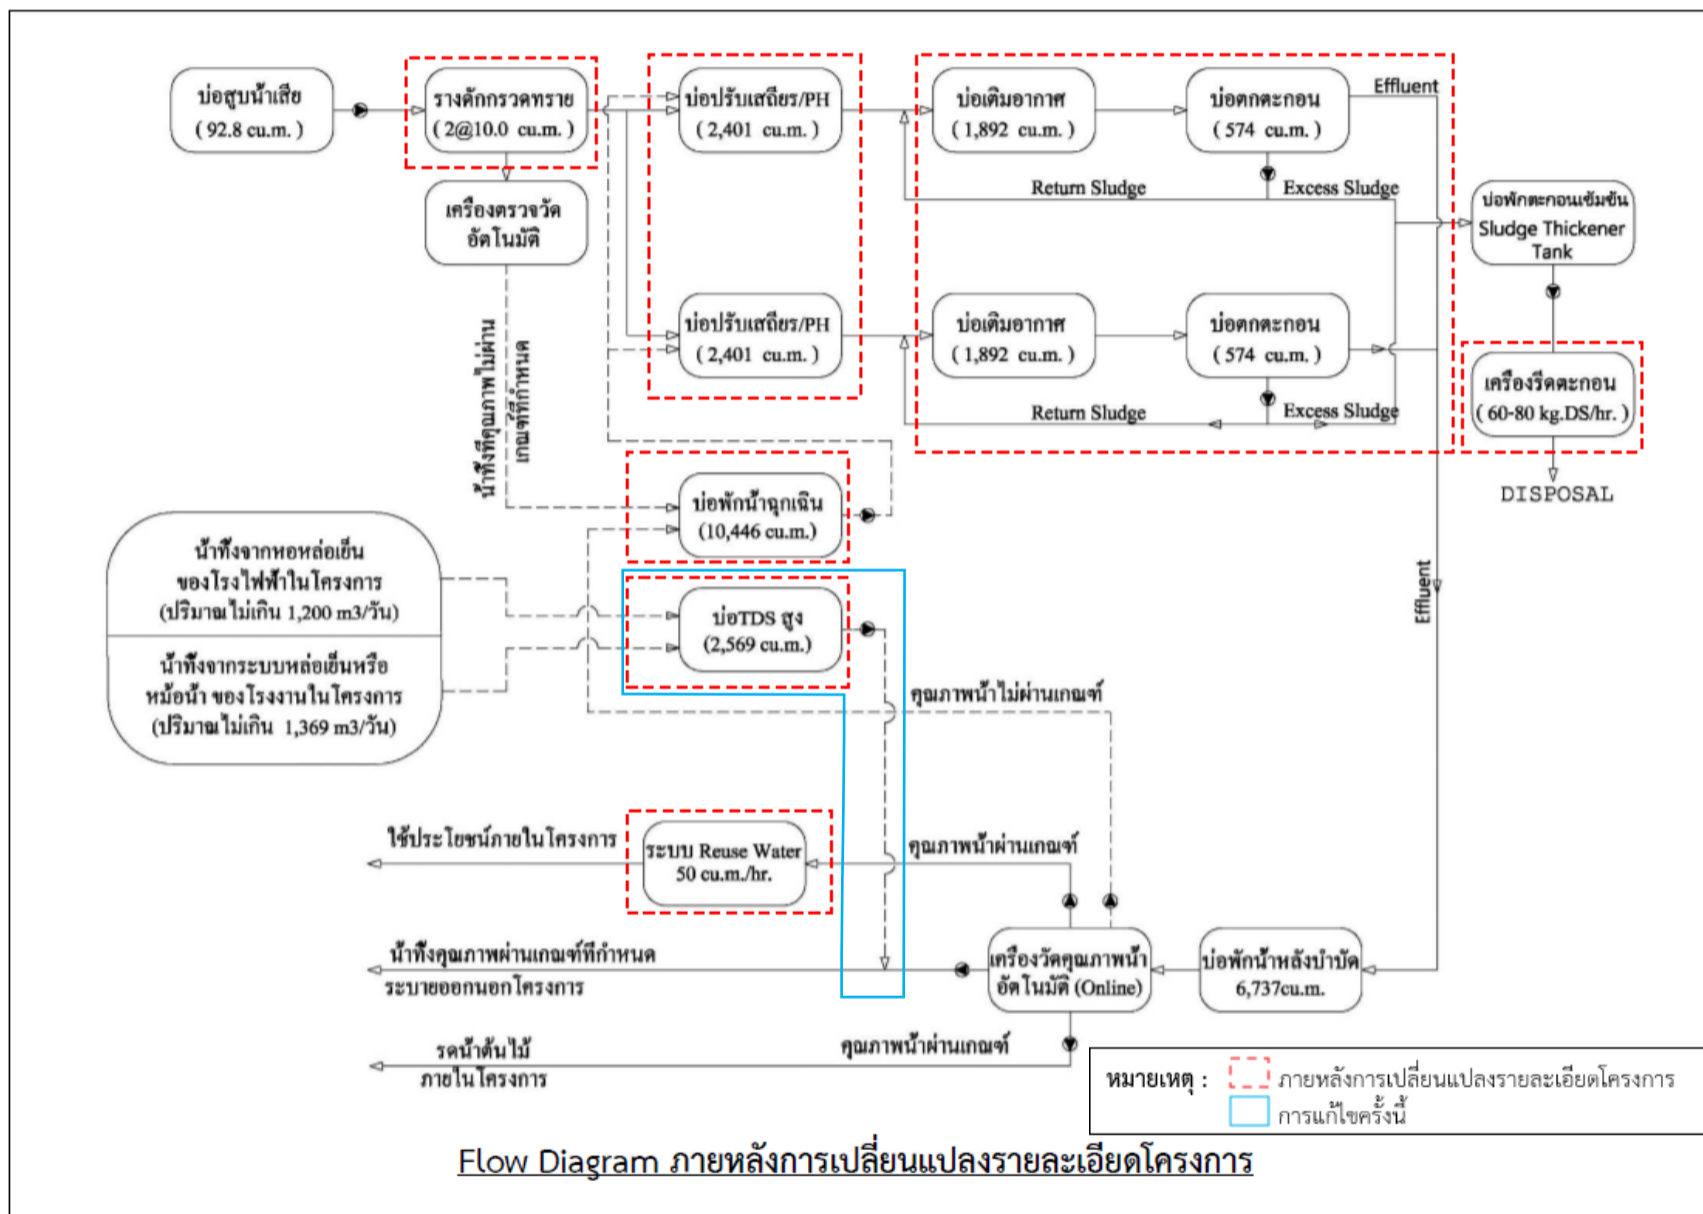 บ่อสูบน้ำเสีย
( 92.8 cu.m. )
รางดักกรวดทราย
( 2@10.0 cu.m. )
บ่อปรับเสถียร/PH
( 2,401 cu.m. )
บ่อเติมอากาศ
( 1,892 cu.m. )
บ่อตกตะกอน
( 574 cu.m. )
Effluent
Return Sludge
Excess Sludge
เครื่องตรวจวัด
อัตโนมัติ
บ่อพักตะกอนเข้มข้น
Sludge Thickener
Tank
บ่อปรับเสถียร/PH
( 2,401 cu.m. )
บ่อเติมอากาศ
( 1,892 cu.m. )
บ่อตกตะกอน
( 574 cu.m. )
Return Sludge
Excess Sludge
เครื่องรีดตะกอน
( 60-80 kg.DS/hr. )
DISPOSAL
น้ำทิ้งที่คุณภาพไม่ผ่าน
เกณฑ์ที่กำหนด
บ่อพักน้ำฉุกเฉิน
(10,446 cu.m.)
น้ำทิ้งจากหอหล่อเย็น
ของโรงไฟฟ้าในโครงการ
(ปริมาณไม่เกิน 1,200 m3/วัน)
น้ำทิ้งจากระบบหล่อเย็นหรือ
หม้อน้ำ ของโรงงานในโครงการ
(ปริมาณไม่เกิน 1,369 m3/วัน)
บ่อTDS สูง
(2,569 cu.m.)
Effluent
คุณภาพน้ำไม่ผ่านเกณฑ์
ใช้ประโยชน์ภายในโครงการ
ระบบ Reuse Water
50 cu.m./hr.
คุณภาพน้ำผ่านเกณฑ์
น้ำทิ้งคุณภาพผ่านเกณฑ์ที่กำหนด
ระบายออกนอกโครงการ
เครื่องวัดคุณภาพน้ำ
อัตโนมัติ (Online)
บ่อพักน้ำหลังบำบัด
6,737cu.m.
รดน้ำต้นไม้
ภายในโครงการ
คุณภาพน้ำผ่านเกณฑ์
หมายเหตุ :
ภายหลังการเปลี่ยนแปลงรายละเอียดโครงการ
การแก้ไขครั้งนี้
Flow Diagram ภายหลังการเปลี่ยนแปลงรายละเอียดโครงการ